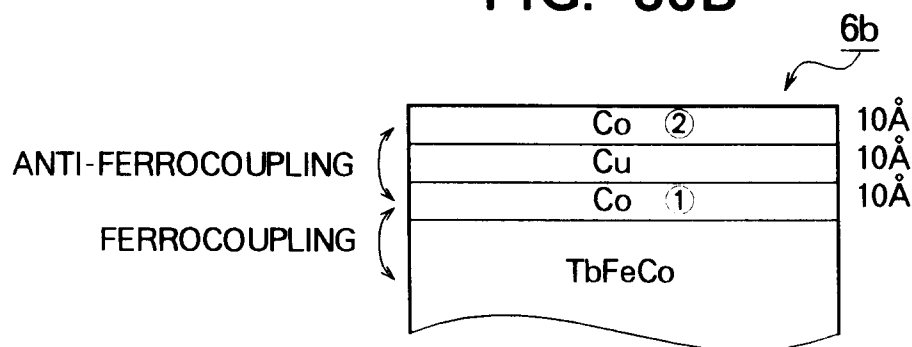 6b
Co ② 10Å
ANTI-FERROCOUPLING Cu 10Å
Co ① 10Å
FERROCOUPLING
TbFeCo